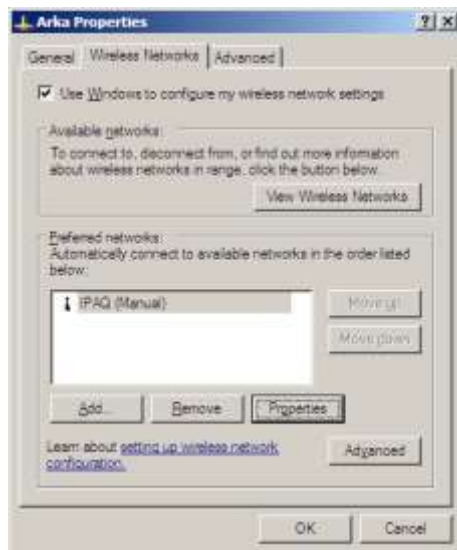 Arka Properties
General Wireless Networks Advanced
Use Windows to configure my wireless network settings
Available networks:
To connect to, disconnect from, or find out more information
about wireless networks in range, click the button below.
View Wireless Networks
Preferred networks:
Automatically connect to available networks in the order listed
below:
IPAQ (Manual)
Move up
Move down
Add... Remove Properties
Learn about setting up wireless network
configuration.
Advanced
OK Cancel